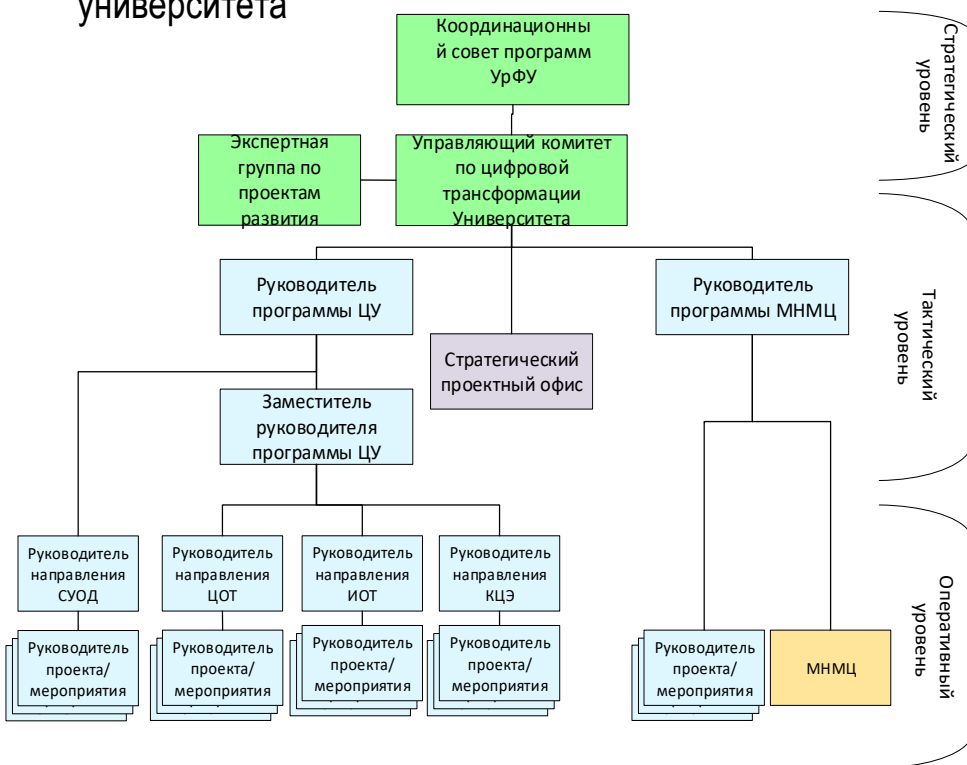 университета
Координационны
й совет программ
УрФУ
Стратегический
уровень
Экспертная
группа по
проектам
развития
Управляющий комитет
по цифровой
трансформации
Университета
Руководитель
программы ЦУ
Руководитель
программы МНМЦ
Тактический
уровень
Стратегический
проектный офис
Заместитель
руководителя
программы ЦУ
Руководитель
направления
СУОД
Руководитель
направления
ЦОТ
Руководитель
направления
ИОТ
Руководитель
направления
КЦЭ
Оперативный
уровень
Руководитель
проекта/
мероприятия
Руководитель
проекта/
мероприятия
Руководитель
проекта/
мероприятия
Руководитель
проекта/
мероприятия
Руководитель
проекта/
мероприятия
МНМЦ